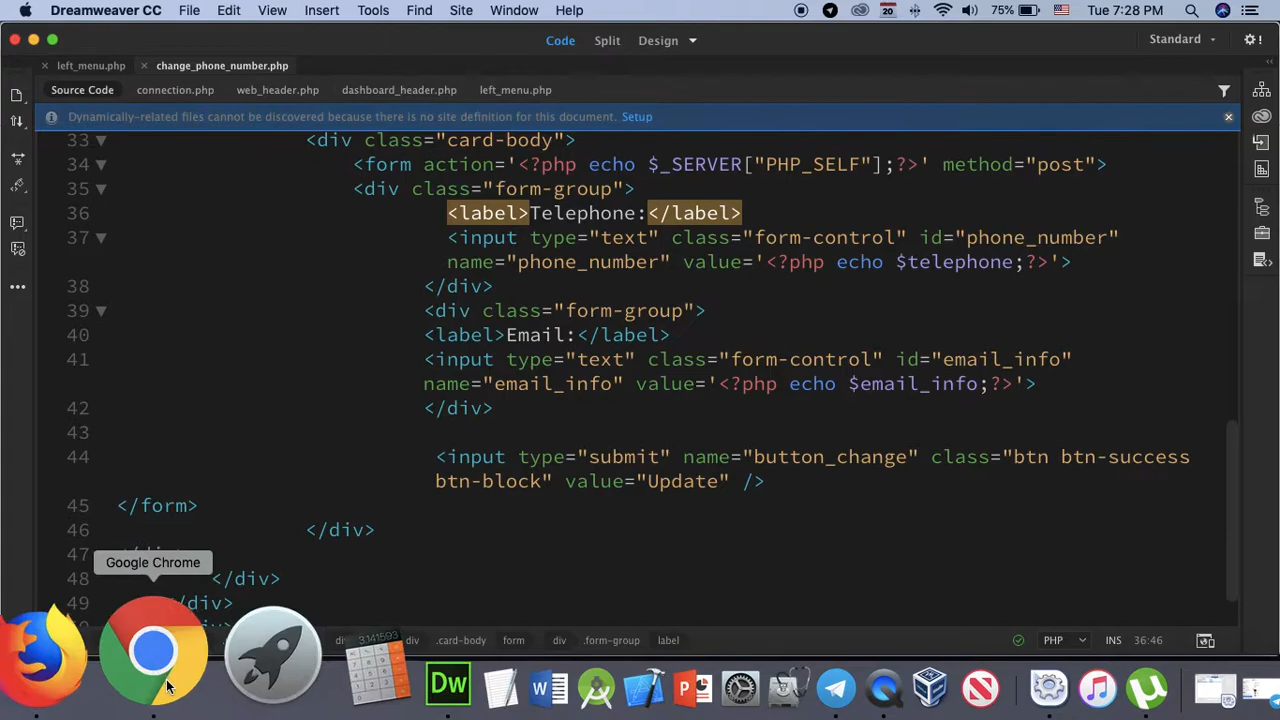 Dreamweaver CC File Edit View Insert Tools Find Site Window Help 20 75% Tue 7:28 PM
Code Split Design Standard
left_menu.php change_phone_number.php
Source Code connection.php web_header.php dashboard_header.php left_menu.php
Dynamically-related files cannot be discovered because there is no site definition for this document. Setup
33 <div class="card-body">
34 <form action='<?php echo $_SERVER["PHP_SELF"];?>' method="post">
35 <div class="form-group">
36 <label>Telephone:</label>
37 <input type="text" class="form-control" id="phone_number"
name="phone_number" value='<?php echo $telephone;?>'>
38 </div>
39 <div class="form-group">
40 <label>Email:</label>
41 <input type="text" class="form-control" id="email_info"
name="email_info" value='<?php echo $email_info;?>'>
42 </div>
43
44 <input type="submit" name="button_change" class="btn btn-success
btn-block" value="Update" />
45 </form>
46 </div>
47
Google Chrome
48 </div>
49 </div>
.card-body form div .form-group label PHP INS 36:46
3.141593
Dw